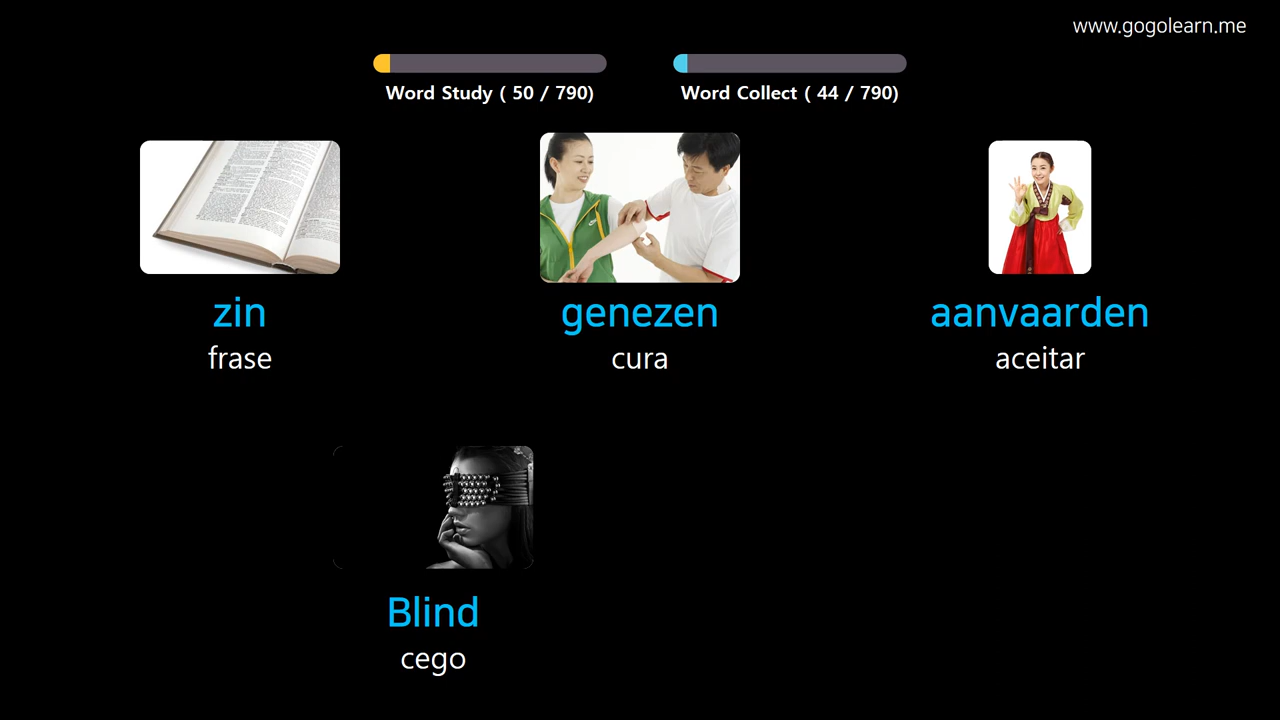 www.gogolearn.me
Word Study ( 50 / 790)
Word Collect ( 44 / 790)
zin
genezen
aanvaarden
frase
cura
aceitar
Blind
cego